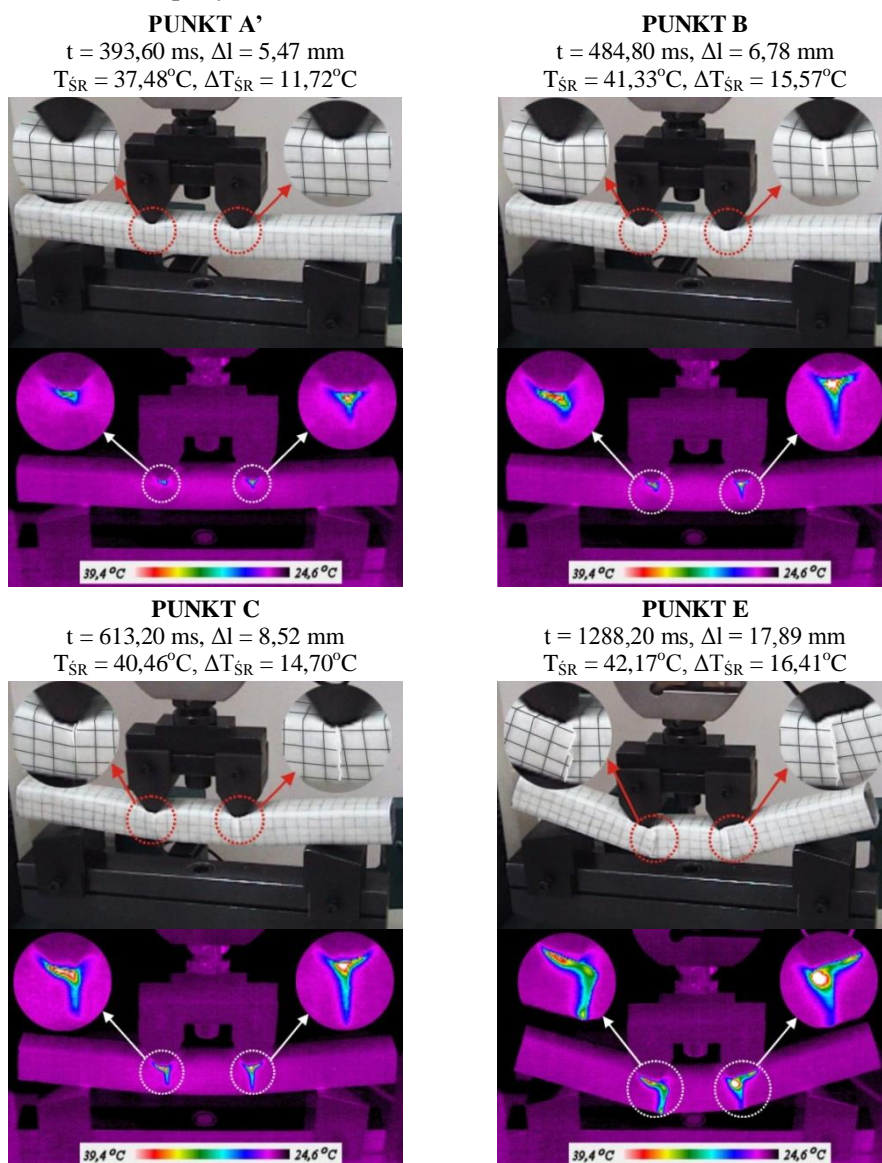 PUNKT A’
t = 393,60 ms, Δl = 5,47 mm
TŚR = 37,48°C, ΔTŚR = 11,72°C
39,4 °C 24,6 °C
PUNKT B
t = 484,80 ms, Δl = 6,78 mm
TŚR = 41,33°C, ΔTŚR = 15,57°C
39,4 °C 24,6 °C
PUNKT C
t = 613,20 ms, Δl = 8,52 mm
TŚR = 40,46°C, ΔTŚR = 14,70°C
39,4 °C 24,6 °C
PUNKT E
t = 1288,20 ms, Δl = 17,89 mm
TŚR = 42,17°C, ΔTŚR = 16,41°C
39,4 °C 24,6 °C